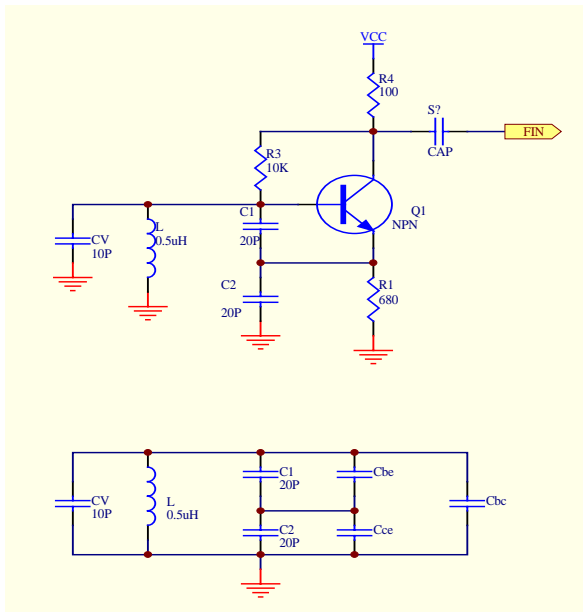 VCC
R4
100
S?
FIN
CAP
R3
10K
C1
20P
Q1
NPN
L
0.5uH
CV
10P
C2
20P
R1
680
CV
10P
L
0.5uH
C1
20P
C2
20P
Cbe
Cce
Cbc